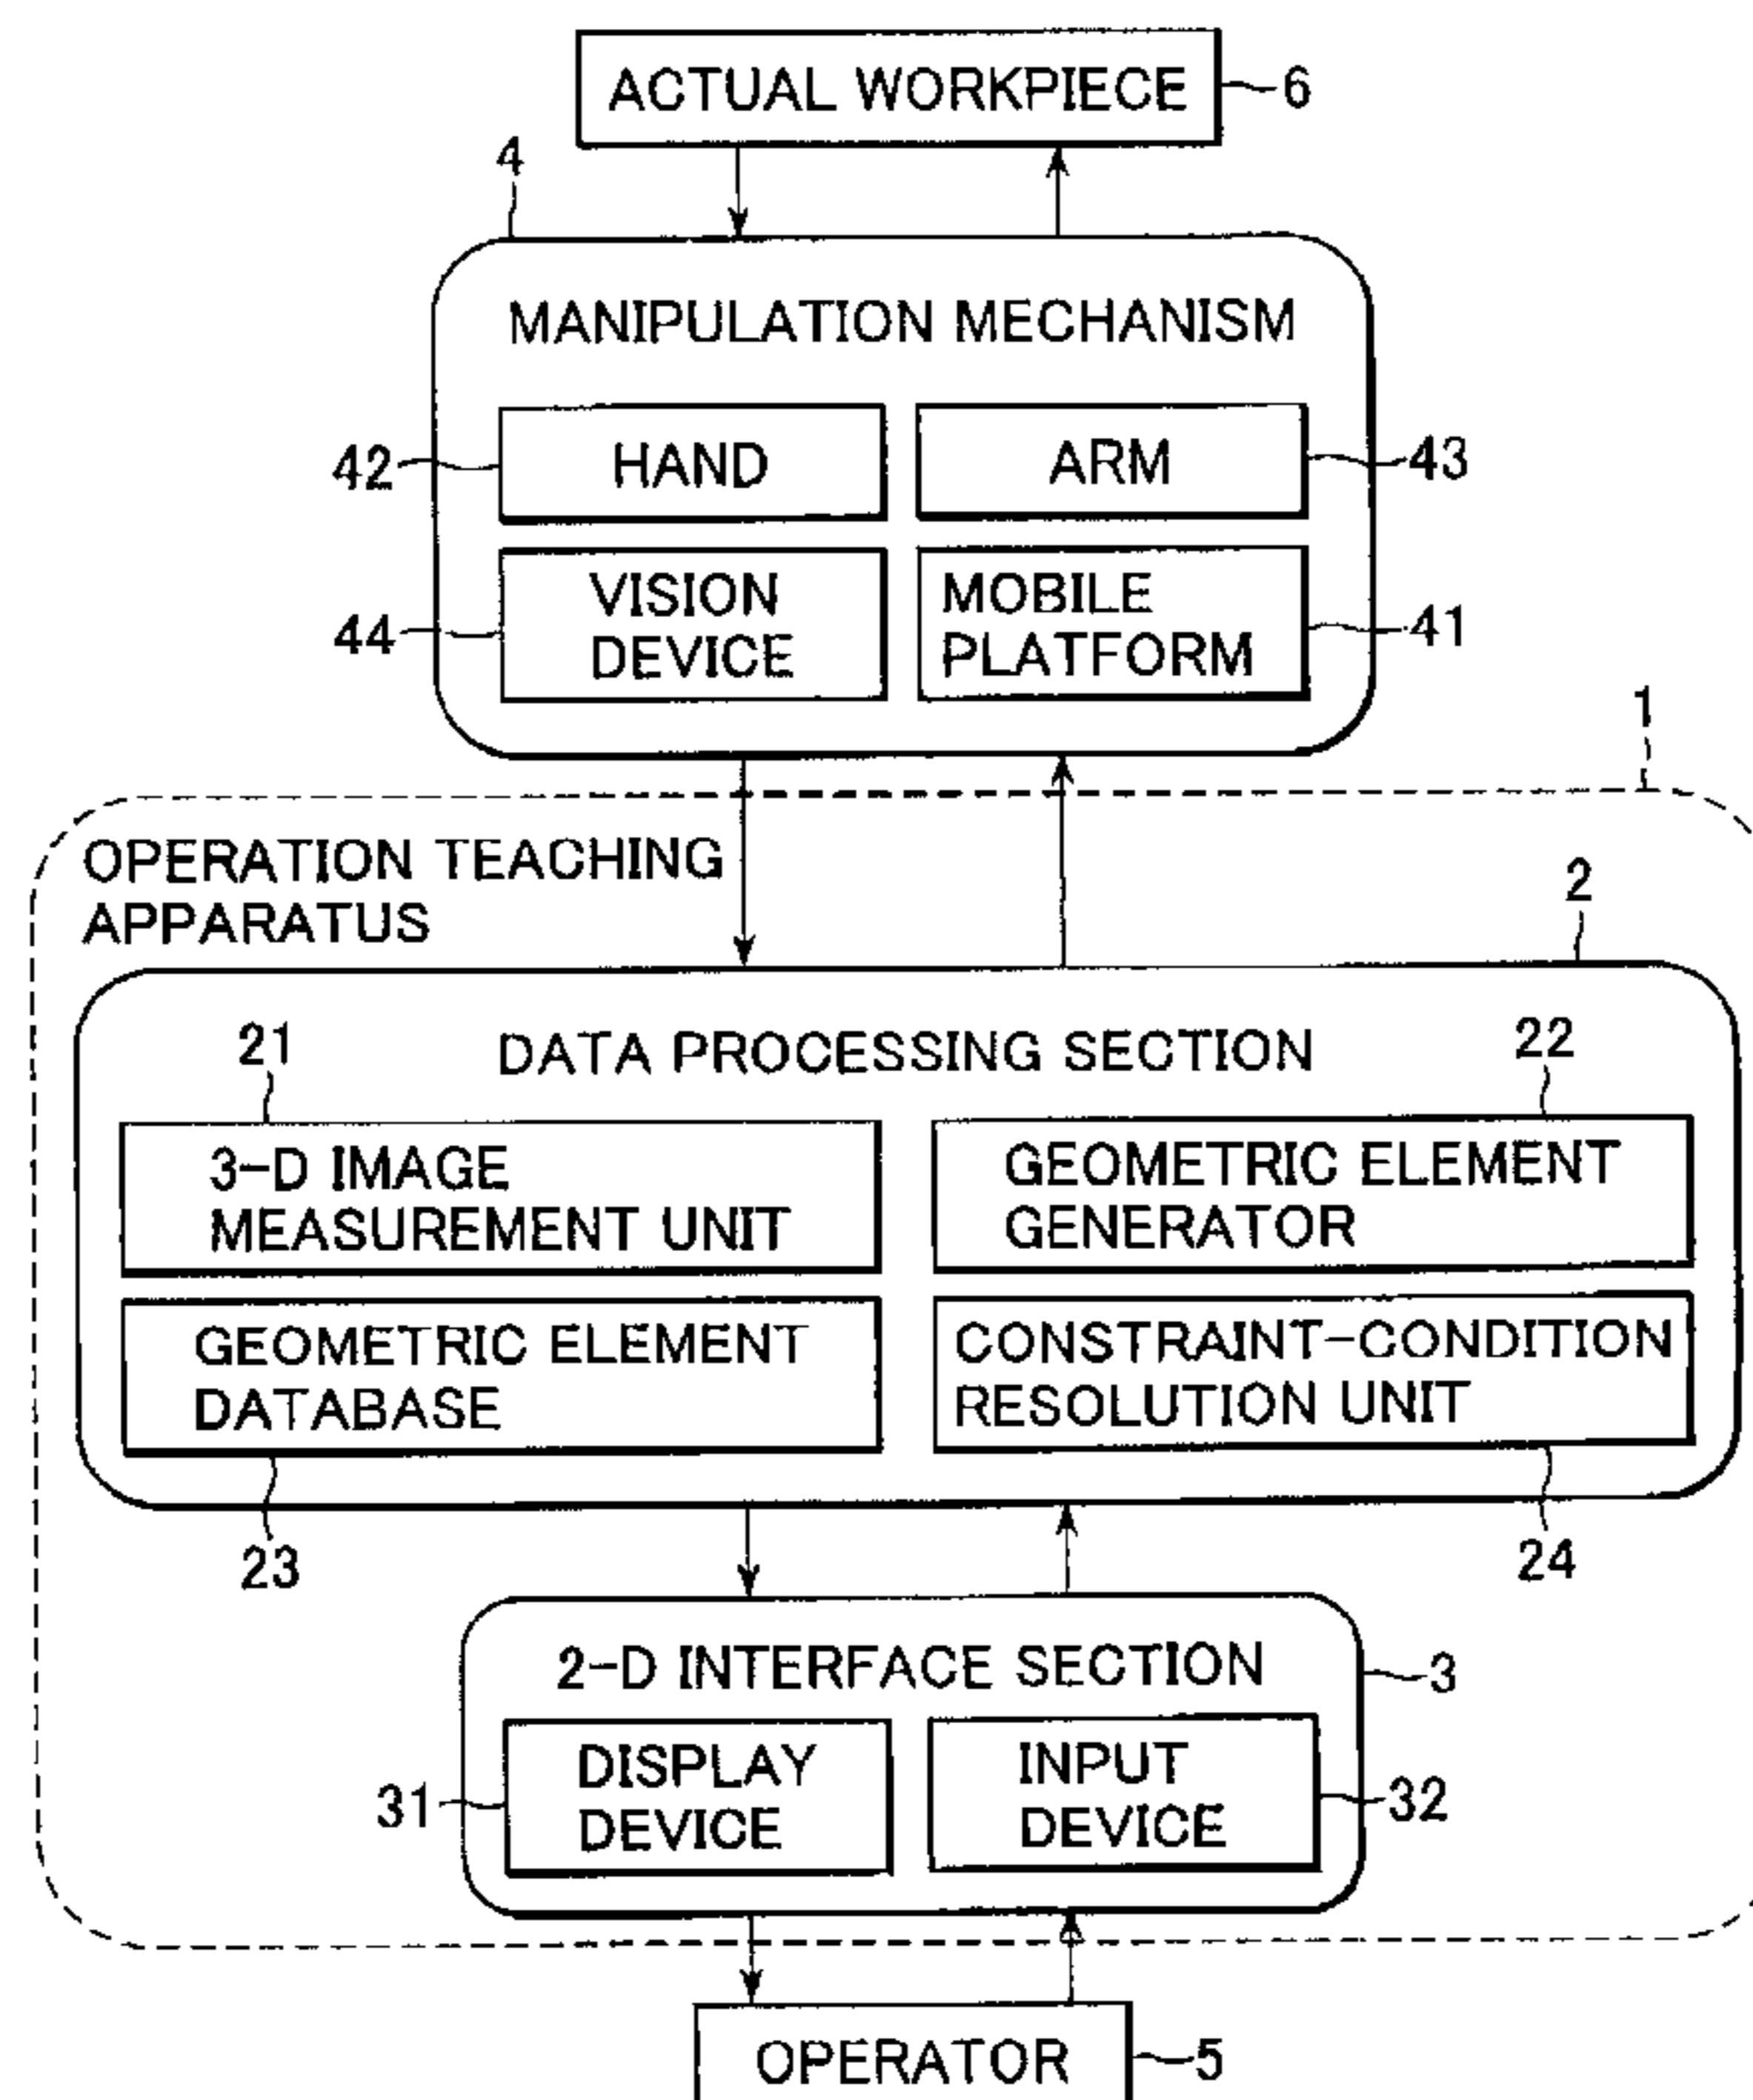 ACTUAL WORKPIECE
6
4
MANIPULATION MECHANISM
42
HAND
ARM
43
44
VISION
DEVICE
MOBILE
PLATFORM
41
1
OPERATION TEACHING
APPARATUS
2
DATA PROCESSING SECTION
21
22
3-D IMAGE
MEASUREMENT UNIT
GEOMETRIC ELEMENT
GENERATOR
GEOMETRIC ELEMENT
DATABASE
CONSTRAINT-CONDITION
RESOLUTION UNIT
23
24
2-D INTERFACE SECTION
3
31
DISPLAY
DEVICE
INPUT
DEVICE
32
OPERATOR
5